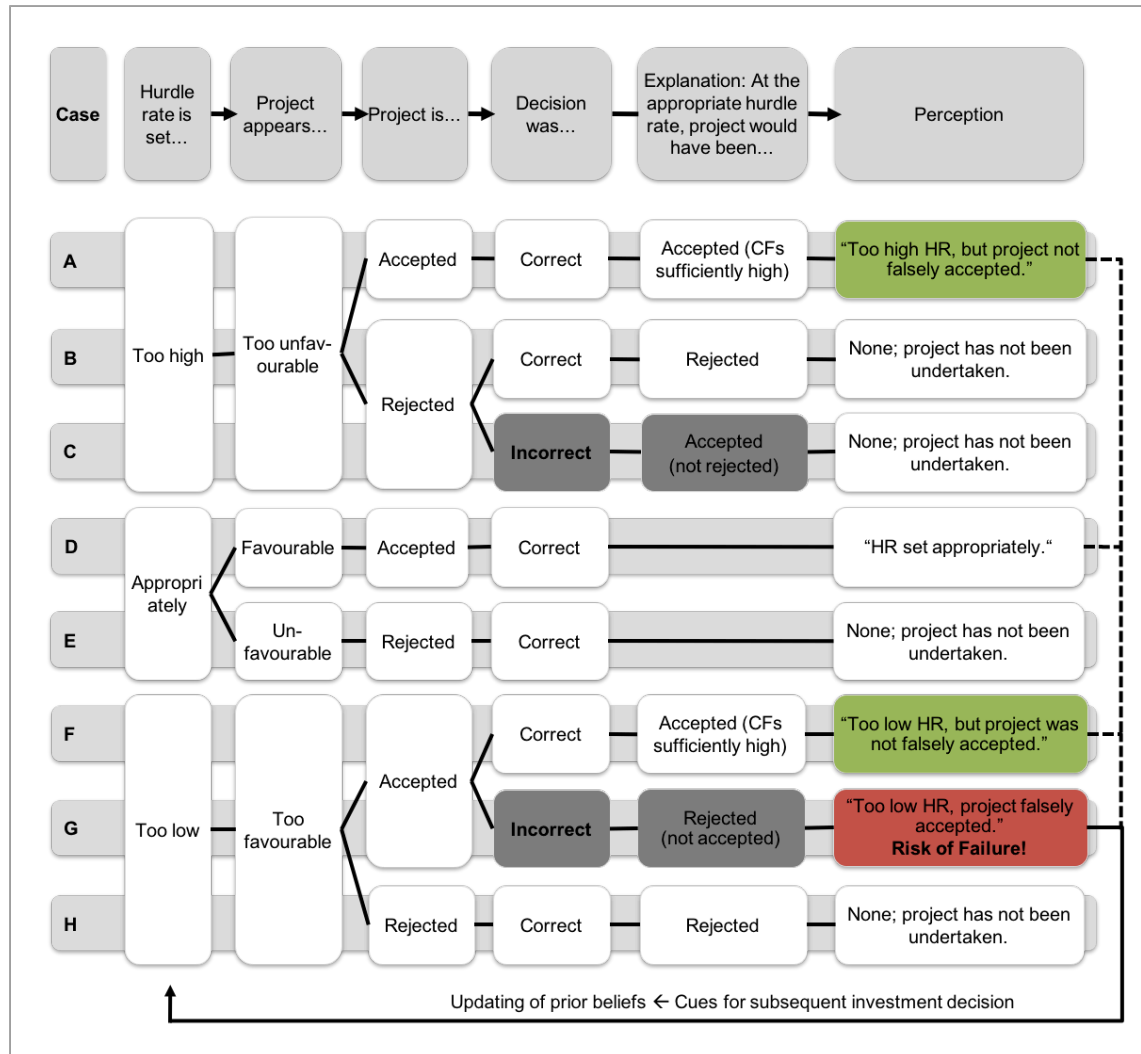 Case
Hurdle
rate is
set…
Project
appears…
Project is…
Decision
was…
Explanation: At the
appropriate hurdle
rate, project would
have been…
Perception
A
B
C
Too high
Too unfav-
ourable
Accepted
Correct
Accepted (CFs
sufficiently high)
“Too high HR, but project not
falsely accepted.”
Rejected
Correct
Rejected
None; project has not been
undertaken.
Incorrect
Accepted
(not rejected)
None; project has not been
undertaken.
D
E
Appropri
ately
Favourable
Accepted
Correct
“HR set appropriately.“
Un-
favourable
Rejected
Correct
None; project has not been
undertaken.
F
G
H
Too low
Too
favourable
Accepted
Correct
Accepted (CFs
sufficiently high)
“Too low HR, but project was
not falsely accepted.”
Incorrect
Rejected
(not accepted)
“Too low HR, project falsely
accepted.”
Risk of Failure!
Rejected
Correct
Rejected
None; project has not been
undertaken.
Updating of prior beliefs ← Cues for subsequent investment decision